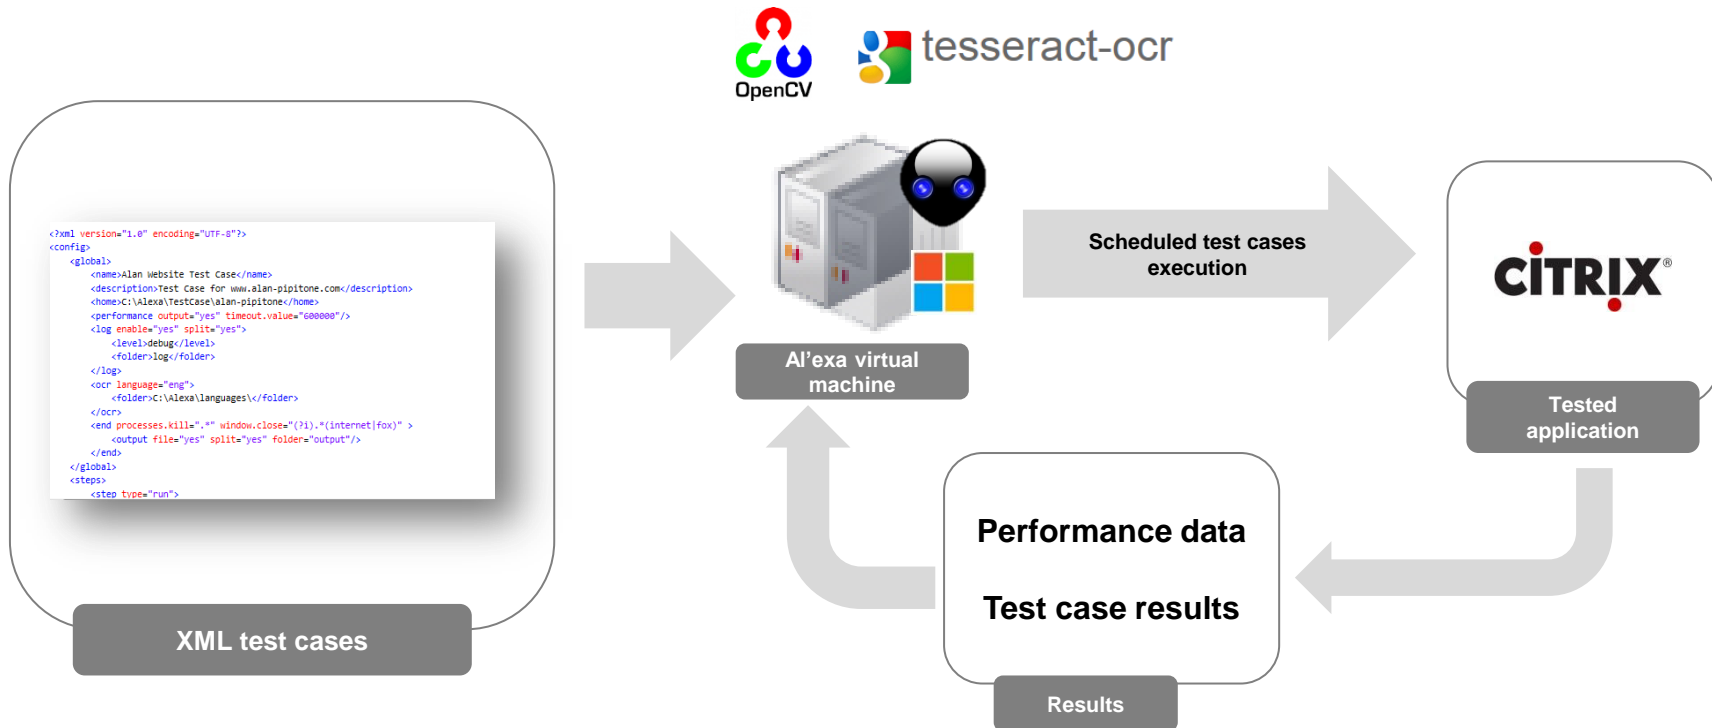 OpenCV
tesseract-ocr
<?xml version="1.0" encoding="UTF-8"?>
<config>
<global>
<name>Alan Website Test Case</name>
<description>Test Case for www.alan-pipitone.com</description>
<home>C:\Alexa\TestCase\alan-pipitone</home>
<performance output="yes" timeout.value="600000"/>
<log enable="yes" split="yes">
<level>debug</level>
<folder>log</folder>
</log>
<ocr language="eng">
<folder>C:\Alexa\languages\</folder>
</ocr>
<end processes.kill=".*" window.close="(?i).*(internet|fox)" >
<output file="yes" split="yes" folder="output"/>
</end>
</global>
<steps>
<step type="run">
XML test cases
Al’exa virtual
machine
Scheduled test cases
execution
CİTRIX®
Tested
application
Performance data
Test case results
Results